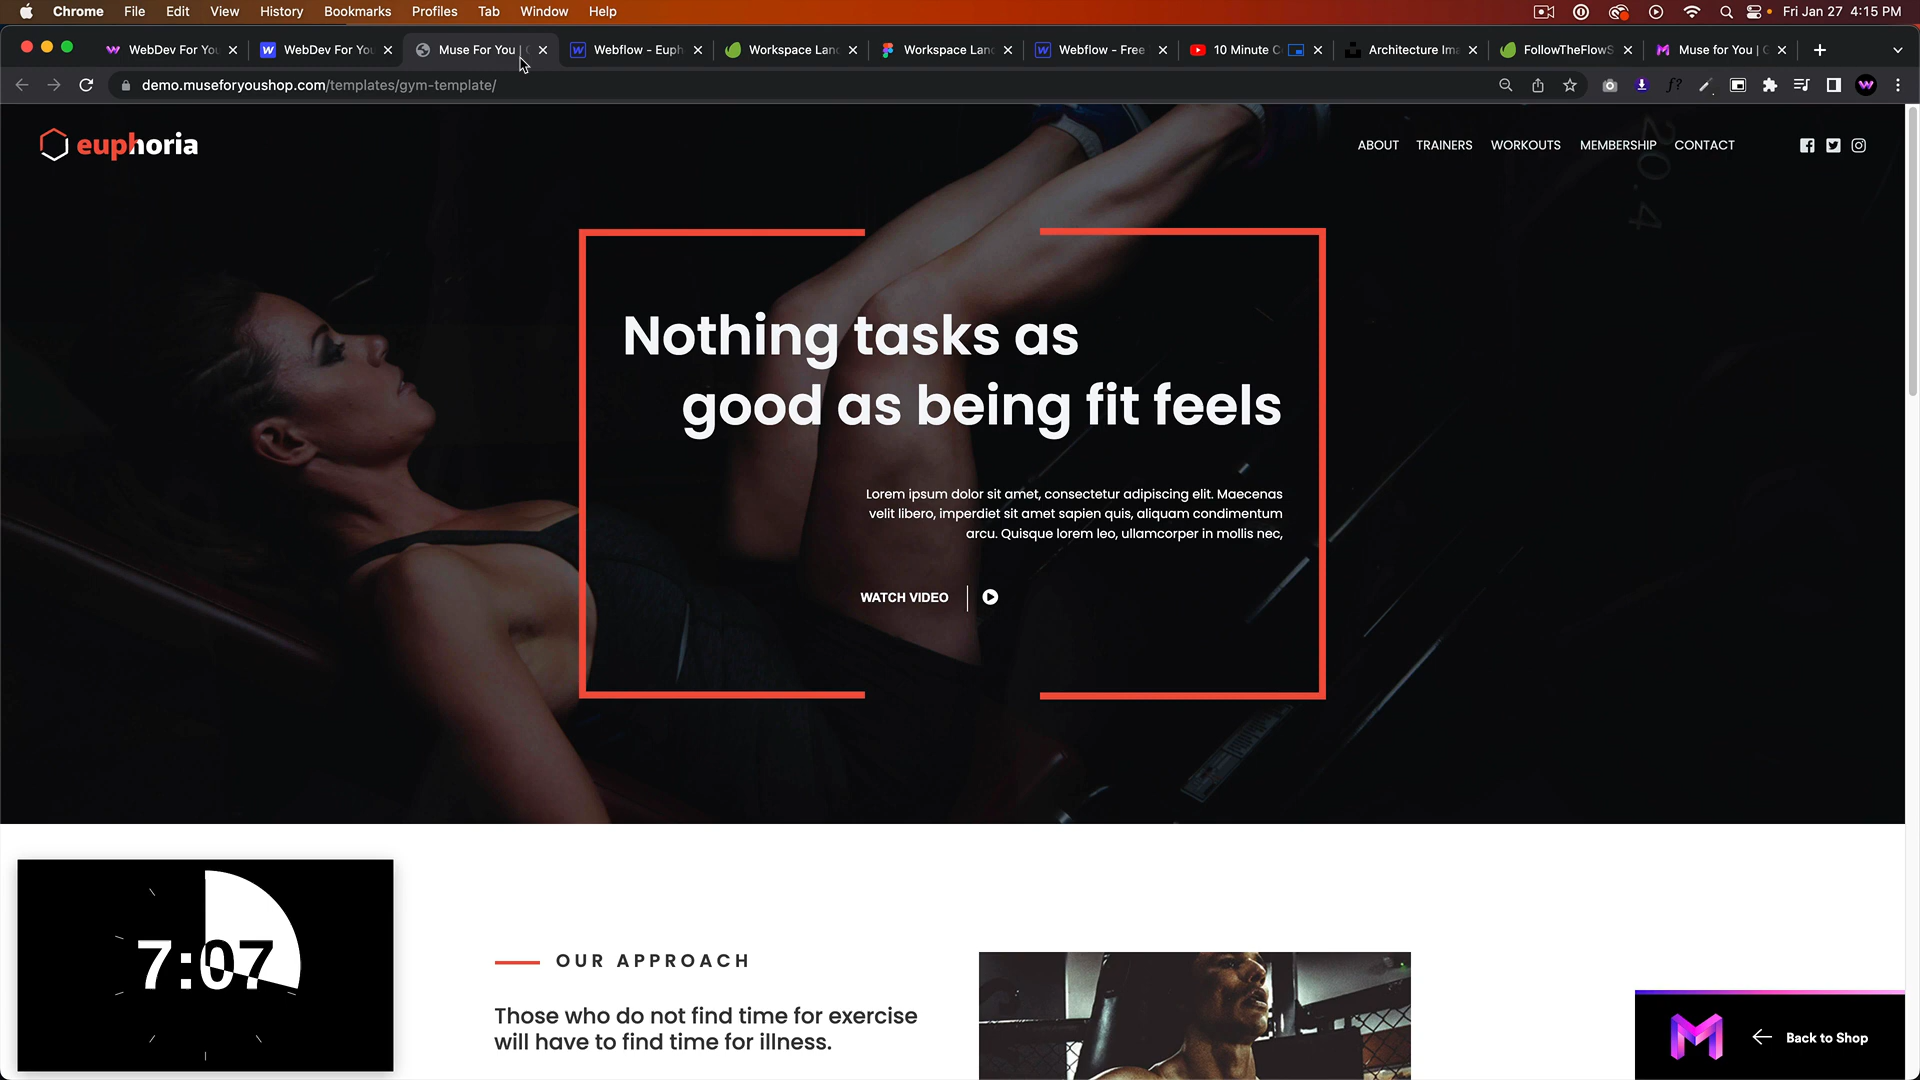 Chrome File Edit View History Bookmarks Profiles Tab Window Help
Fri Jan 27 4:15 PM
WebDev For You
WebDev For You
Muse For You |
Webflow - Euph
Workspace Lan
Workspace Lan
Webflow - Free
10 Minute
Architecture Ima
FollowTheFlow
Muse for You |
demo.museforyoushop.com/templates/gym-template/
euphoria
ABOUT TRAINERS WORKOUTS MEMBERSHIP CONTACT
20.4
Nothing tasks as
good as being fit feels
Lorem ipsum dolor sit amet, consectetur adipiscing elit. Maecenas
velit libero, imperdiet sit amet sapien quis, aliquam condimentum
arcu. Quisque lorem leo, ullamcorper in mollis nec,
WATCH VIDEO
7:07
OUR APPROACH
Those who do not find time for exercise
will have to find time for illness.
Back to Shop